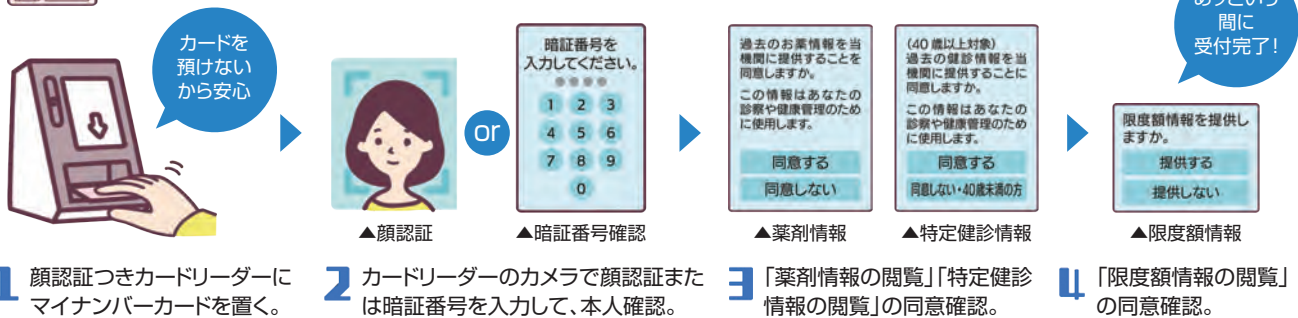 カードを
預けない
から安心
or
暗証番号を
入力してください。
1 2 3
4 5 6
7 8 9
0
過去のお薬情報を当
機関に提供することを
同意しますか。
この情報はあなたの
診察や健康管理のため
に使用します。
同意する
同意しない
(40歳以上対象)
過去の健診情報を当
機関に提供することに
同意しますか。
この情報はあなたの
診察や健康管理のため
に使用します。
同意する
同意しない・40歳未満の方
間に
受付完了!
限度額情報を提供し
ますか。
提供する
提供しない
▲顔認証
▲暗証番号確認
▲薬剤情報
▲特定健診情報
▲限度額情報
1 顔認証つきカードリーダーに
マイナンバーカードを置く。
2 カードリーダーのカメラで顔認証また
は暗証番号を入力して、本人確認。
3 「薬剤情報の閲覧」「特定健診
情報の閲覧」の同意確認。
4 「限度額情報の閲覧」
の同意確認。